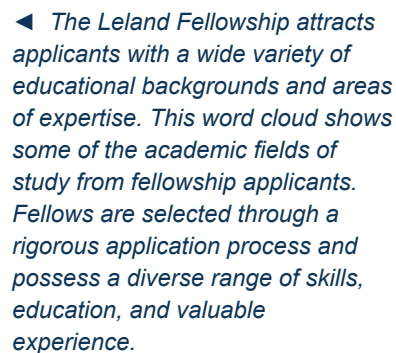 ◄ The Leland Fellowship attracts
applicants with a wide variety of
educational backgrounds and areas
of expertise. This word cloud shows
some of the academic fields of
study from fellowship applicants.
Fellows are selected through a
rigorous application process and
possess a diverse range of skills,
education, and valuable
experience.